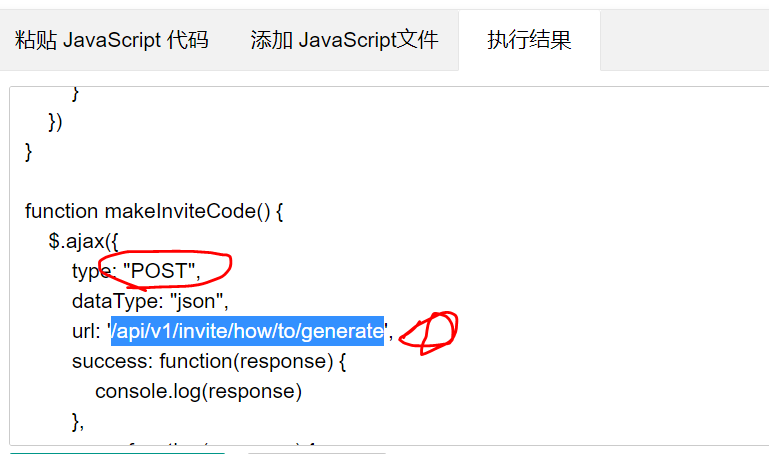 粘贴 JavaScript 代码 添加 JavaScript文件 执行结果
}
})
}
function makeInviteCode() {
$.ajax({
type: "POST",
dataType: "json",
url: '/api/v1/invite/how/to/generate',
success: function(response) {
console.log(response)
},